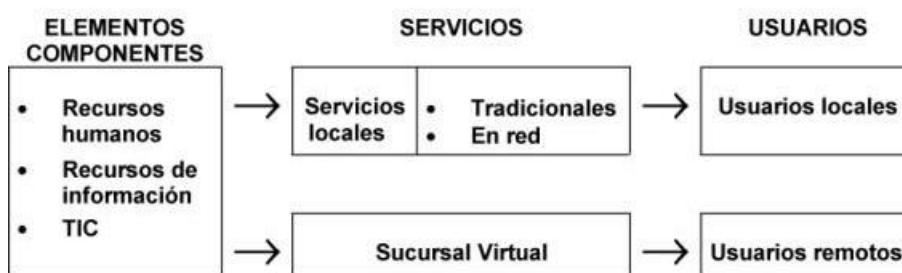 ELEMENTOS
COMPONENTES
• Recursos
humanos
• Recursos de
información
• TIC
SERVICIOS
Servicios
locales
• Tradicionales
• En red
Sucursal Virtual
USUARIOS
Usuarios locales
Usuarios remotos